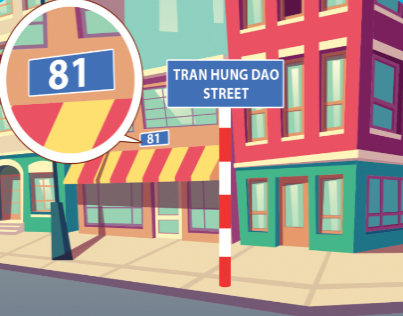 81
TRAN HUNG DAO
STREET
81